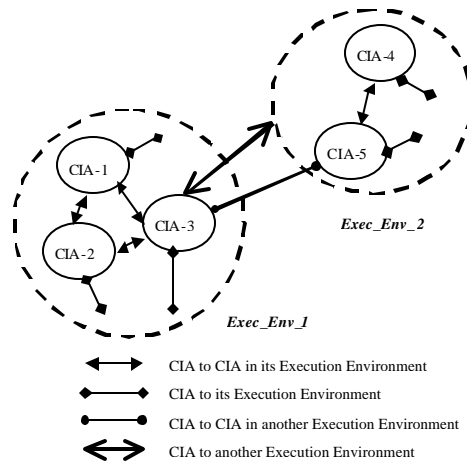 CIA-4
CIA-5
CIA-1
CIA-3
CIA-2
Exec_Env_2
Exec_Env_1
CIA to CIA in its Execution Environment
CIA to its Execution Environment
CIA to CIA in another Execution Environment
CIA to another Execution Environment